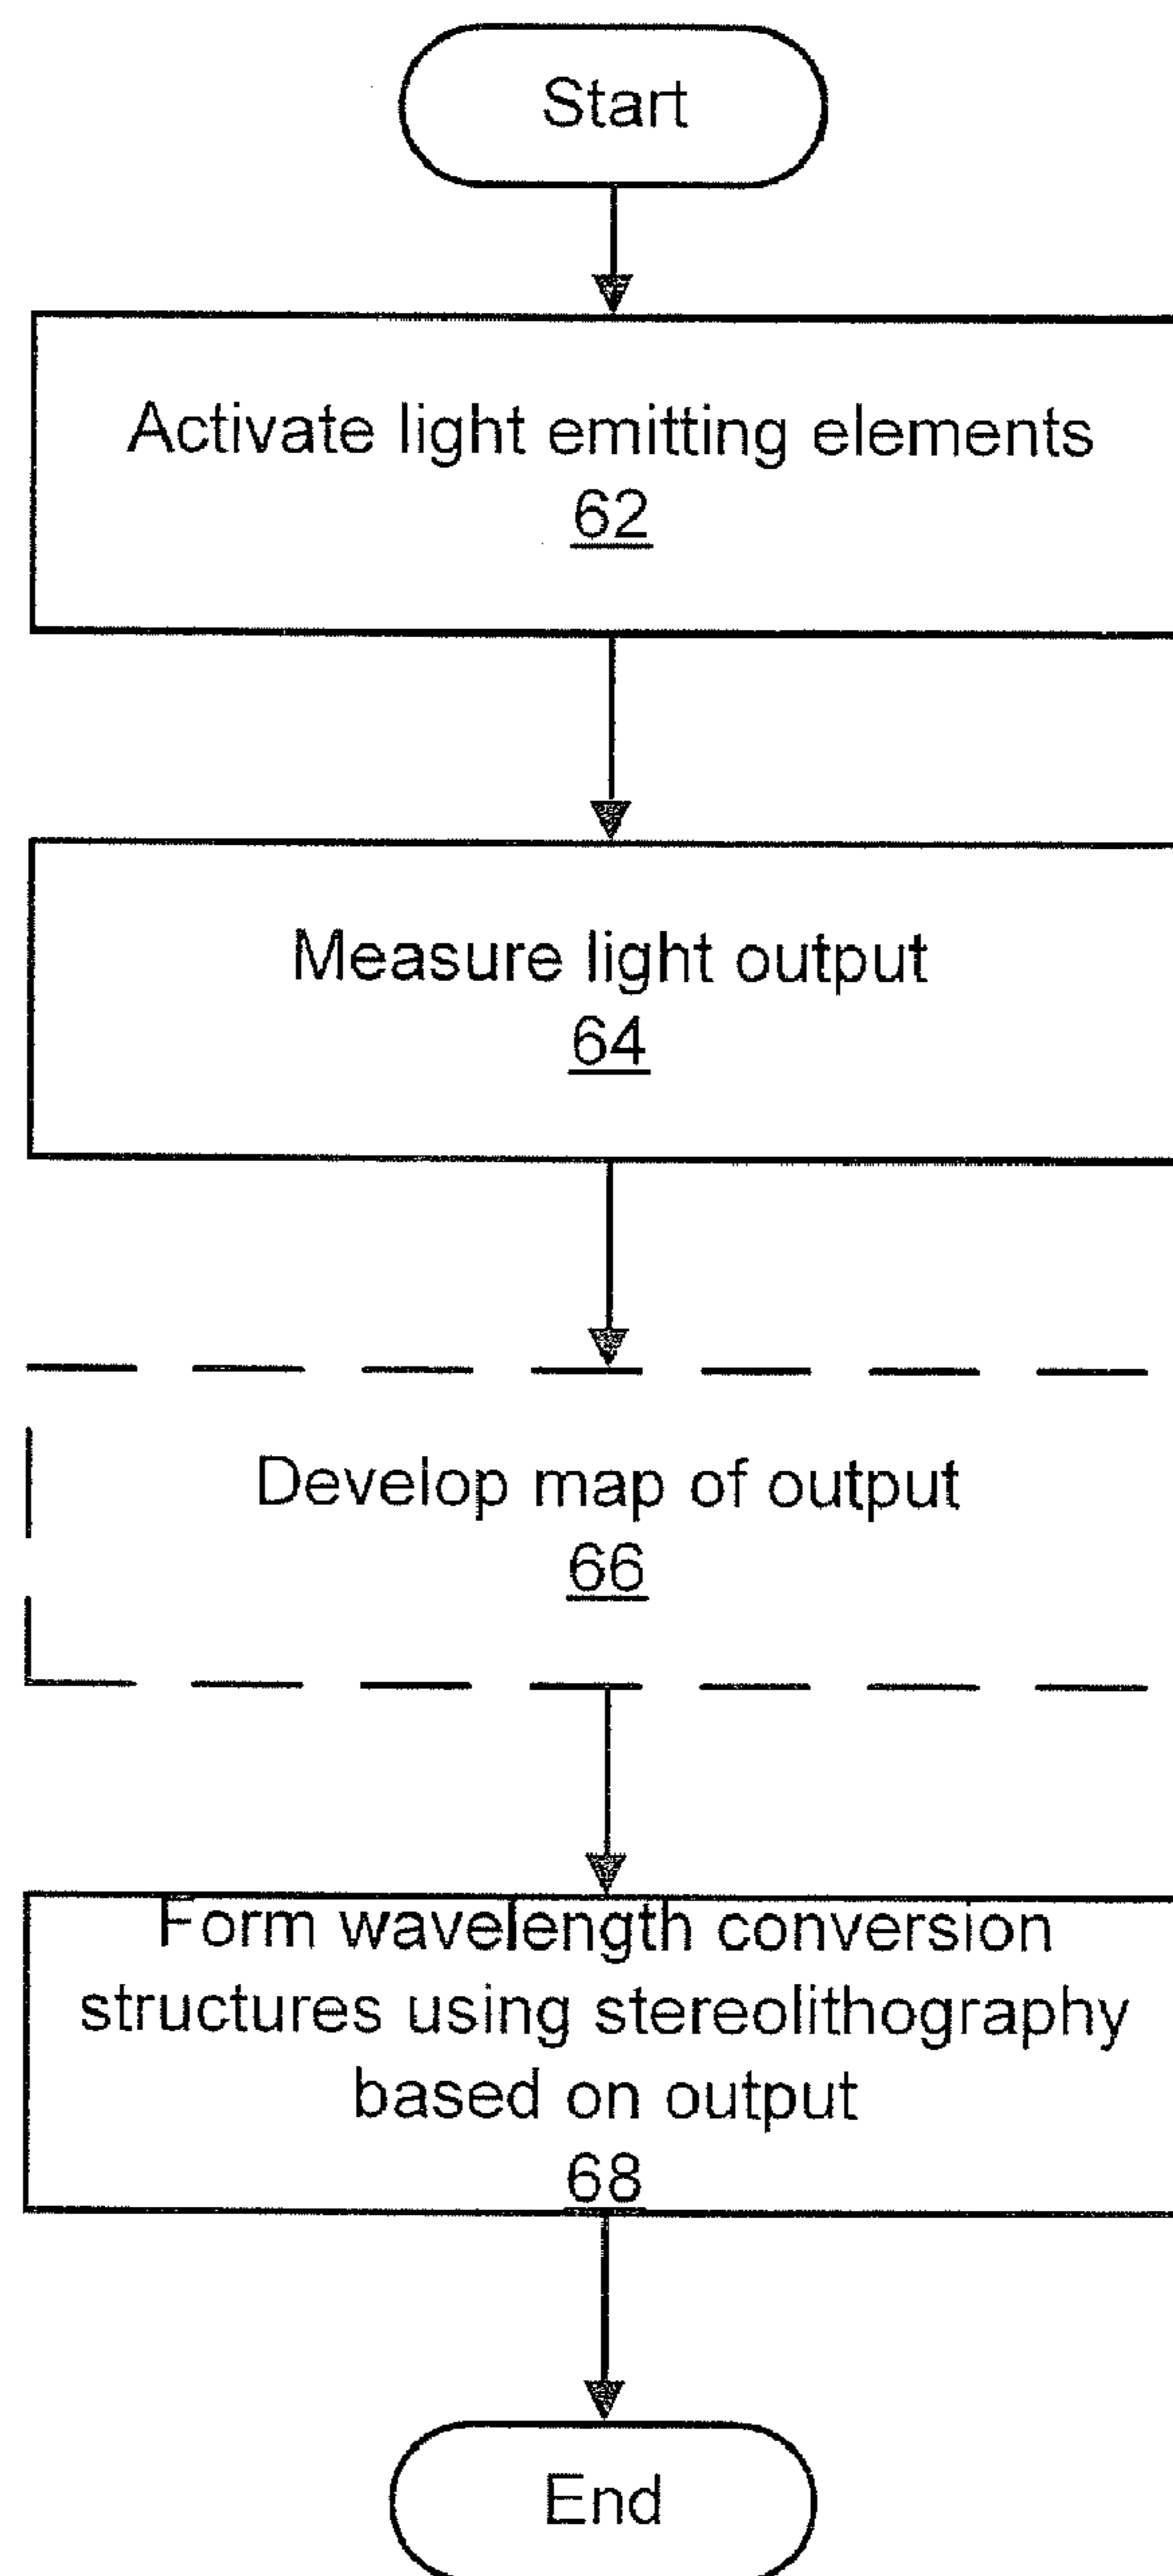 Start
Activate light emitting elements
62
Measure light output
64
Develop map of output
66
Form wavelength conversion
structures using stereolithography
based on output
68
End